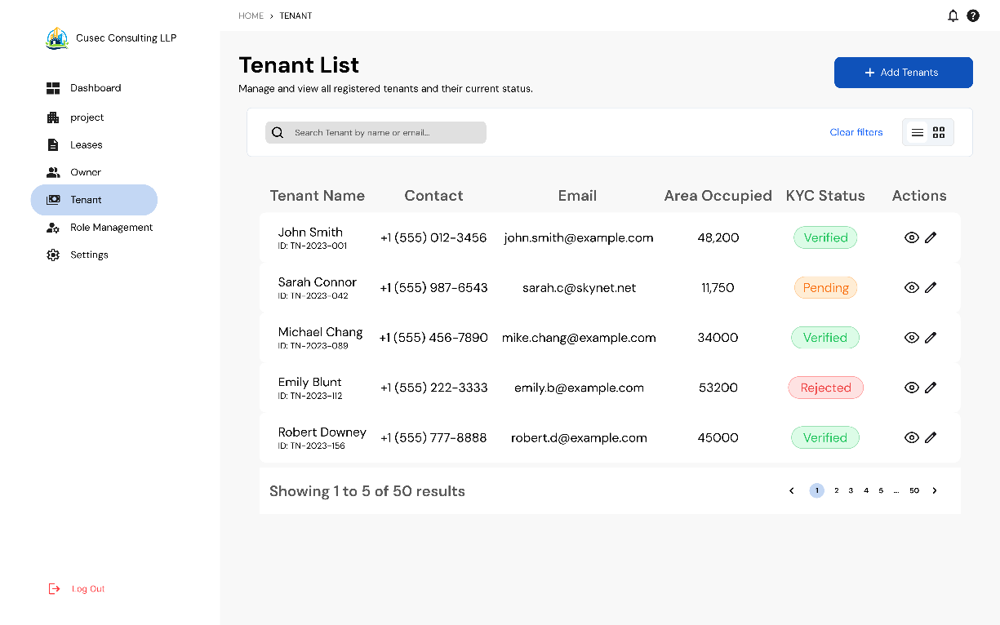 HOME > TENANT
Cusec Consulting LLP
Dashboard
project
Leases
Owner
Tenant
Role Management
Settings
Log Out
Tenant List
Manage and view all registered tenants and their current status.
+ Add Tenants
Search Tenant by name or email...
Clear filters
Tenant Name Contact Email Area Occupied KYC Status Actions
John Smith
ID: TN-2023-001
+1 (555) 012-3456 john.smith@example.com 48,200 Verified
Sarah Connor
ID: TN-2023-042
+1 (555) 987-6543 sarah.c@skynet.net 11,750 Pending
Michael Chang
ID: TN-2023-089
+1 (555) 456-7890 mike.chang@example.com 34000 Verified
Emily Blunt
ID: TN-2023-112
+1 (555) 222-3333 emily.b@example.com 53200 Rejected
Robert Downey
ID: TN-2023-156
+1 (555) 777-8888 robert.d@example.com 45000 Verified
Showing 1 to 5 of 50 results
< 1 2 3 4 5 ... 50 >